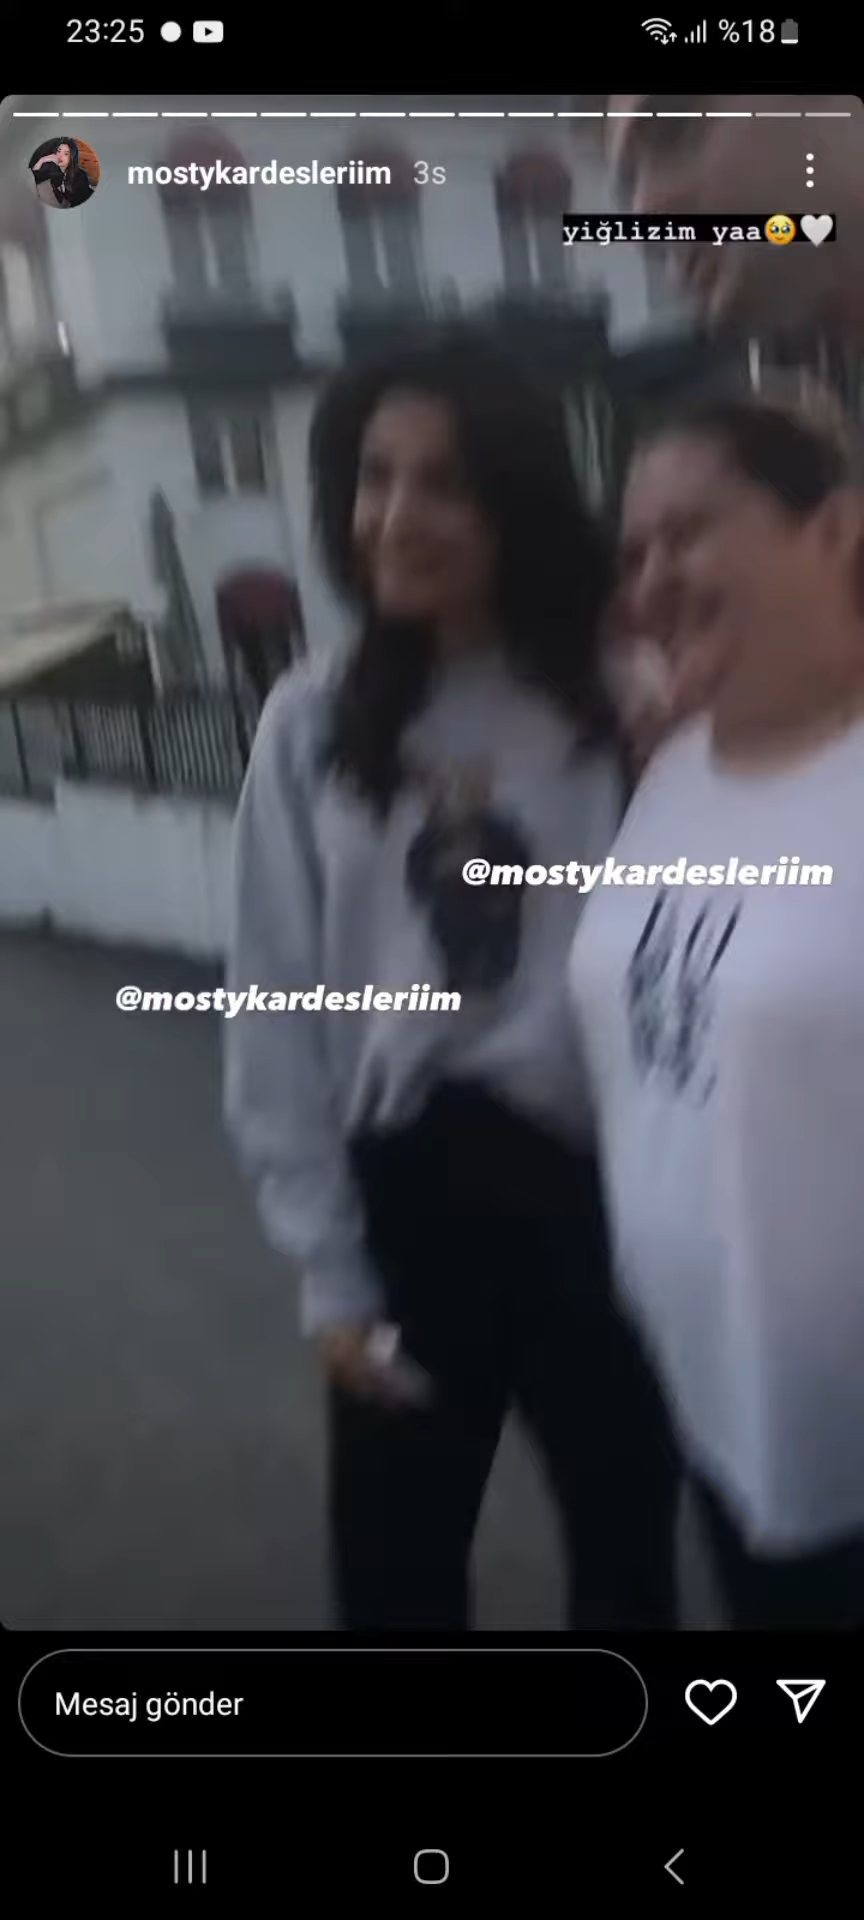 23:25 %18
mostykardesleriim 3s
yiğlizim yaa🥹🤍
@mostykardesleriim
@mostykardesleriim
Mesaj gönder